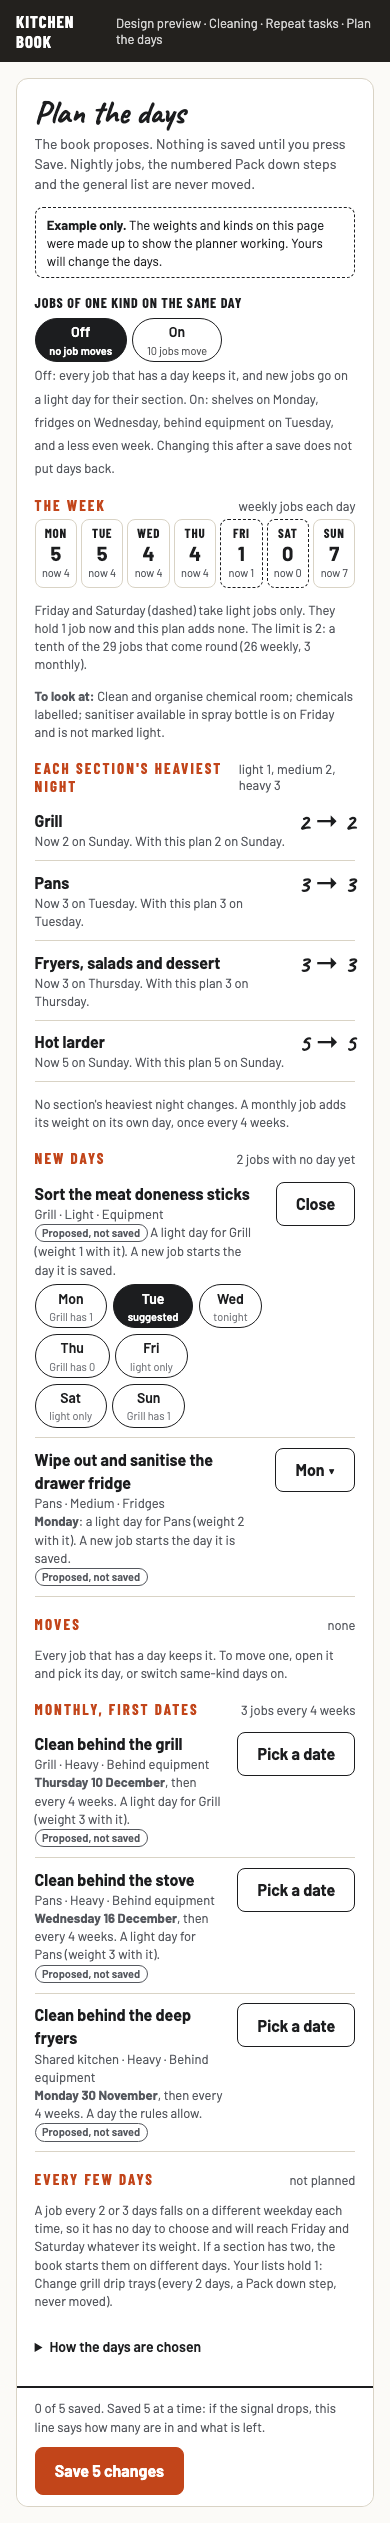 KITCHEN
BOOK
Design preview · Cleaning · Repeat tasks · Plan
the days
Plan the days
The book proposes. Nothing is saved until you press
Save. Nightly jobs, the numbered Pack down steps
and the general list are never moved.
Example only. The weights and kinds on this page
were made up to show the planner working. Yours
will change the days.
JOBS OF ONE KIND ON THE SAME DAY
Off
no job moves
On
10 jobs move
Off: every job that has a day keeps it, and new jobs go on
a light day for their section. On: shelves on Monday,
fridges on Wednesday, behind equipment on Tuesday,
and a less even week. Changing this after a save does not
put days back.
THE WEEK
weekly jobs each day
MON TUE WED THU FRI SAT SUN
5 5 4 4 1 0 7
now 4 now 4 now 4 now 4 now 1 now 0 now 7
Friday and Saturday (dashed) take light jobs only. They
hold 1 job now and this plan adds none. The limit is 2: a
tenth of the 29 jobs that come round (26 weekly, 3
monthly).
To look at: Clean and organise chemical room; chemicals
labelled; sanitiser available in spray bottle is on Friday
and is not marked light.
EACH SECTION'S HEAVIEST
NIGHT
light 1, medium 2,
heavy 3
Grill
Now 2 on Sunday. With this plan 2 on Sunday.
2 → 2
Pans
Now 3 on Tuesday. With this plan 3 on
Tuesday.
3 → 3
Fryers, salads and dessert
Now 3 on Thursday. With this plan 3 on
Thursday.
3 → 3
Hot larder
Now 5 on Sunday. With this plan 5 on Sunday.
5 → 5
No section's heaviest night changes. A monthly job adds
its weight on its own day, once every 4 weeks.
NEW DAYS
2 jobs with no day yet
Sort the meat doneness sticks
Grill · Light · Equipment
Proposed, not saved A light day for Grill
(weight 1 with it). A new job starts the
day it is saved.
Close
Mon
Grill has 1
Tue
suggested
Wed
tonight
Thu
Grill has 0
Fri
light only
Sat
light only
Sun
Grill has 1
Wipe out and sanitise the
drawer fridge
Pans · Medium · Fridges
Monday: a light day for Pans (weight 2
with it). A new job starts the day it is
saved.
Proposed, not saved
Mon ▾
MOVES
none
Every job that has a day keeps it. To move one, open it
and pick its day, or switch same-kind days on.
MONTHLY, FIRST DATES
3 jobs every 4 weeks
Clean behind the grill
Grill · Heavy · Behind equipment
Thursday 10 December, then
every 4 weeks. A light day for Grill
(weight 3 with it).
Proposed, not saved
Pick a date
Clean behind the stove
Pans · Heavy · Behind equipment
Wednesday 16 December, then
every 4 weeks. A light day for
Pans (weight 3 with it).
Proposed, not saved
Pick a date
Clean behind the deep
fryers
Shared kitchen · Heavy · Behind
equipment
Monday 30 November, then every
4 weeks. A day the rules allow.
Proposed, not saved
Pick a date
EVERY FEW DAYS
not planned
A job every 2 or 3 days falls on a different weekday each
time, so it has no day to choose and will reach Friday and
Saturday whatever its weight. If a section has two, the
book starts them on different days. Your lists hold 1:
Change grill drip trays (every 2 days, a Pack down step,
never moved).
▶ How the days are chosen
0 of 5 saved. Saved 5 at a time: if the signal drops, this
line says how many are in and what is left.
Save 5 changes